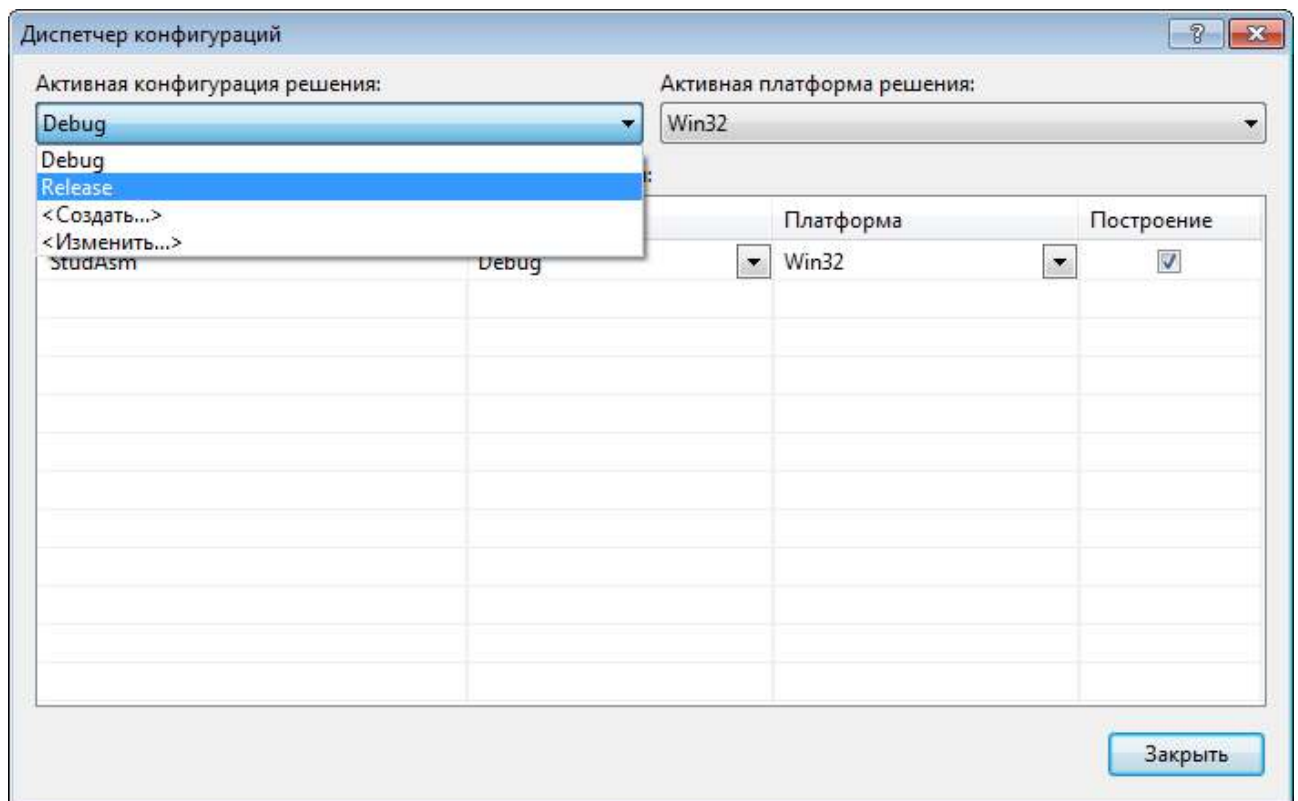 Диспетчер конфигураций
Активная конфигурация решения: Активная платформа решения:
Debug Win32
Debug
Release
<Создать...>
<Изменить...>
Платформа Построение
StudAsm Debug Win32
Закрыть